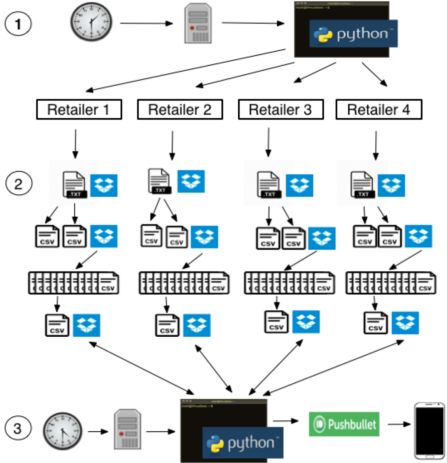 1
python
Retailer 1 Retailer 2 Retailer 3 Retailer 4
2
TXT TXT TXT TXT
CSV CSV CSV CSV CSV CSV CSV CSV
CSV CSV CSV CSV
CSV CSV CSV CSV
3
python
Pushbullet